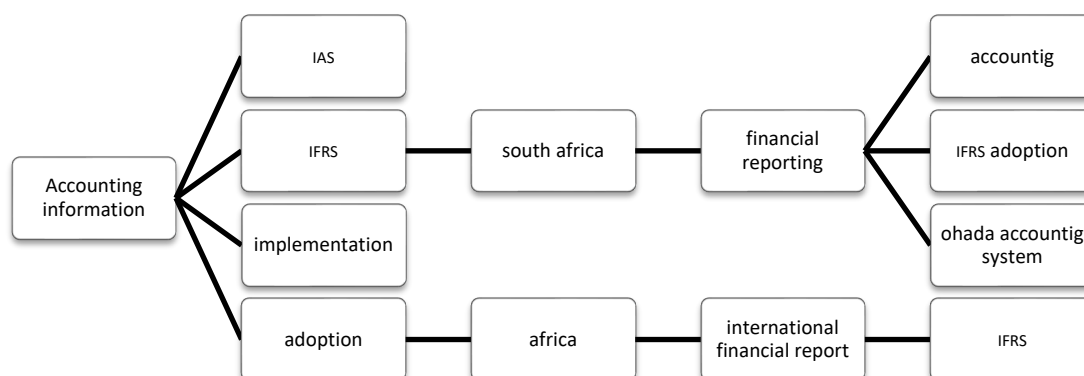 IAS
accountig
IFRS
south africa
financial
reporting
IFRS adoption
Accounting
information
implementation
ohada accountig
system
adoption
africa
international
financial report
IFRS